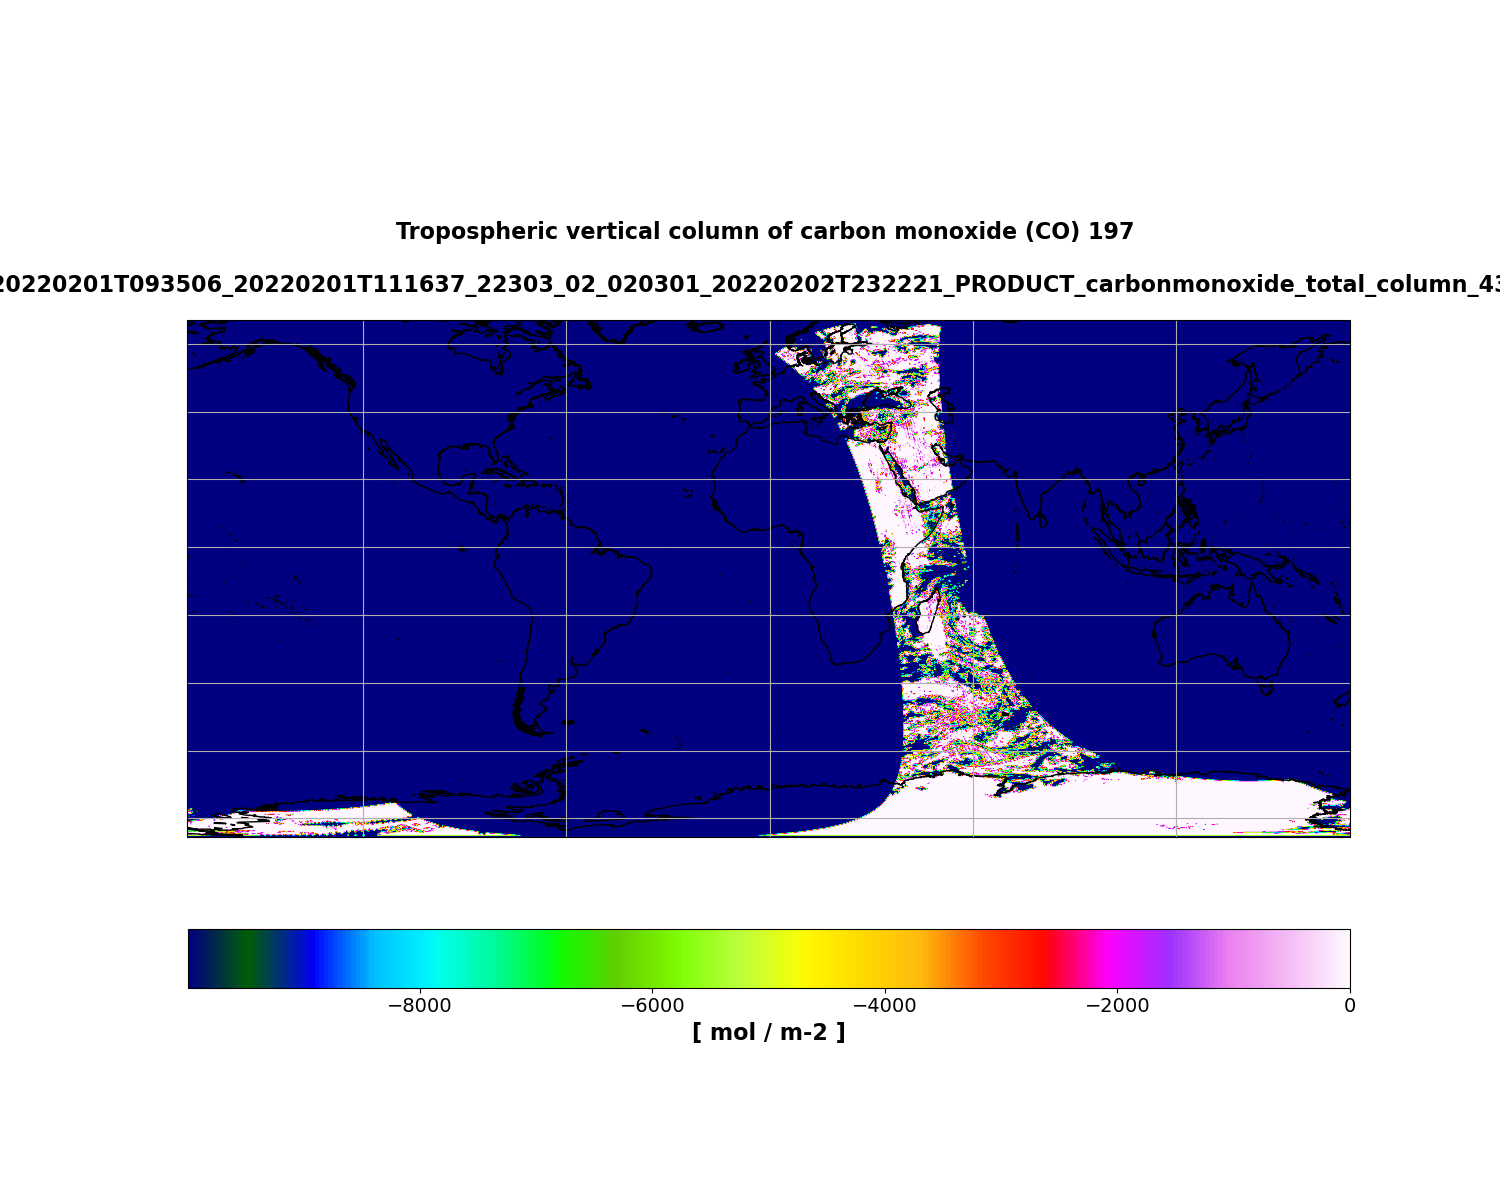 Tropospheric vertical column of carbon monoxide (CO) 197
20220201T093506_20220201T111637_22303_02_020301_20220202T232221_PRODUCT_carbonmonoxide_total_column_43
−8000 −6000 −4000 −2000 0
[ mol / m-2 ]